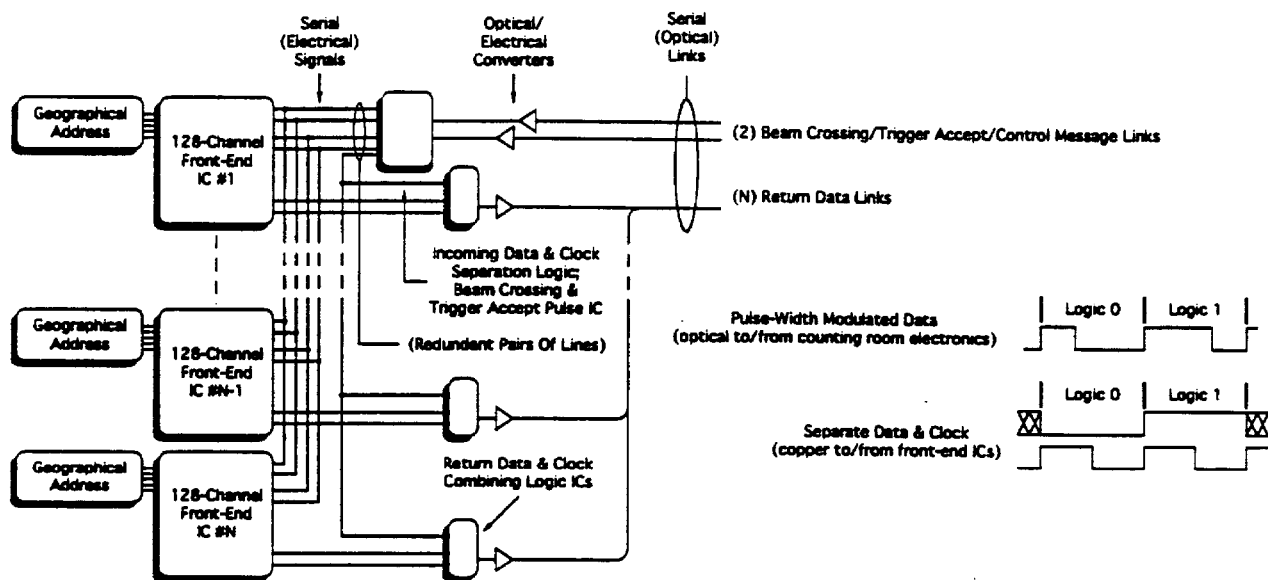 Serial
(Electrical)
Signals
Optical/
Electrical
Converters
Serial
(Optical)
Links
Geographical
Address
128-Channel
Front-End
IC #1
(2) Beam Crossing/Trigger Accept/Control Message Links
(N) Return Data Links
Incoming Data & Clock
Separation Logic;
Beam Crossing &
Trigger Accept Pulse IC
(Redundent Pairs Of Lines)
Geographical
Address
128-Channel
Front-End
IC #N-1
Pulse-Width Modulated Data
(optical to/from counting room electronics)
Logic 0
Logic 1
Separate Data & Clock
(copper to/from front-end ICs)
Logic 0
Logic 1
Geographical
Address
128-Channel
Front-End
IC #N
Return Data & Clock
Combining Logic ICs